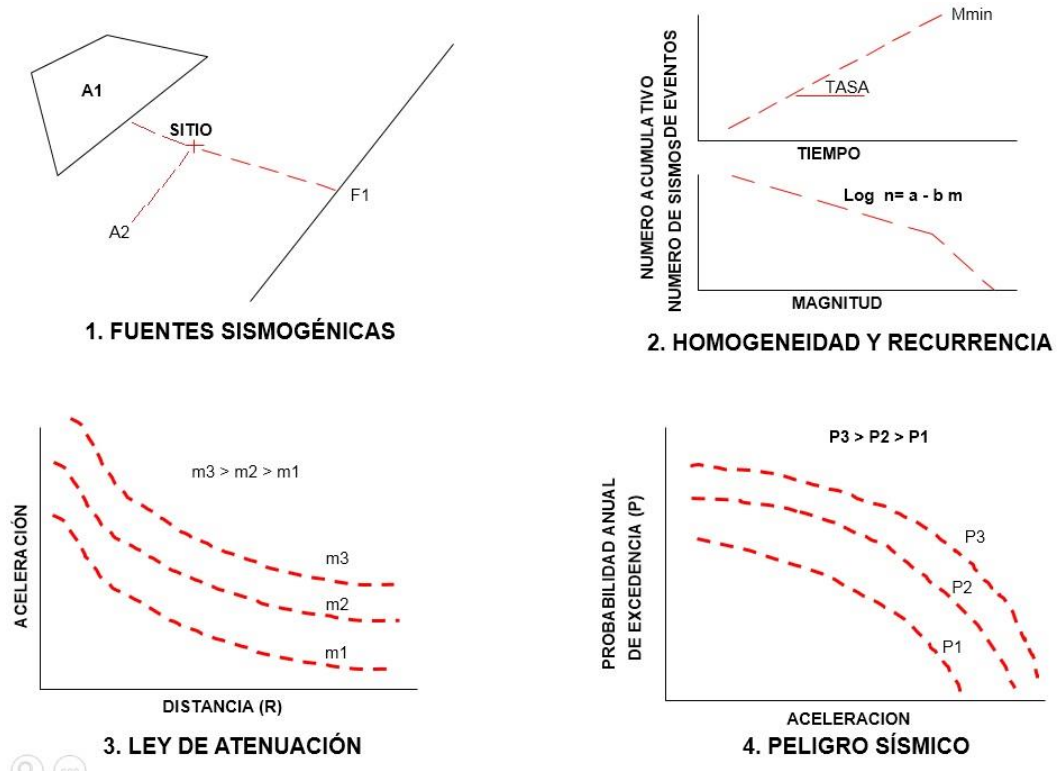 A1
SITIO
A2
F1
1. FUENTES SISMOGÉNICAS
NUMERO ACUMULATIVO
DE EVENTOS
Mmin
TASA
TIEMPO
NUMERO DE SISMOS
Log n= a - b m
MAGNITUD
2. HOMOGENEIDAD Y RECURRENCIA
ACELERACIÓN
m3 > m2 > m1
m3
m2
m1
DISTANCIA (R)
3. LEY DE ATENUACIÓN
PROBABILIDAD ANUAL
DE EXCEDENCIA (P)
P3 > P2 > P1
P3
P2
P1
ACELERACION
4. PELIGRO SÍSMICO